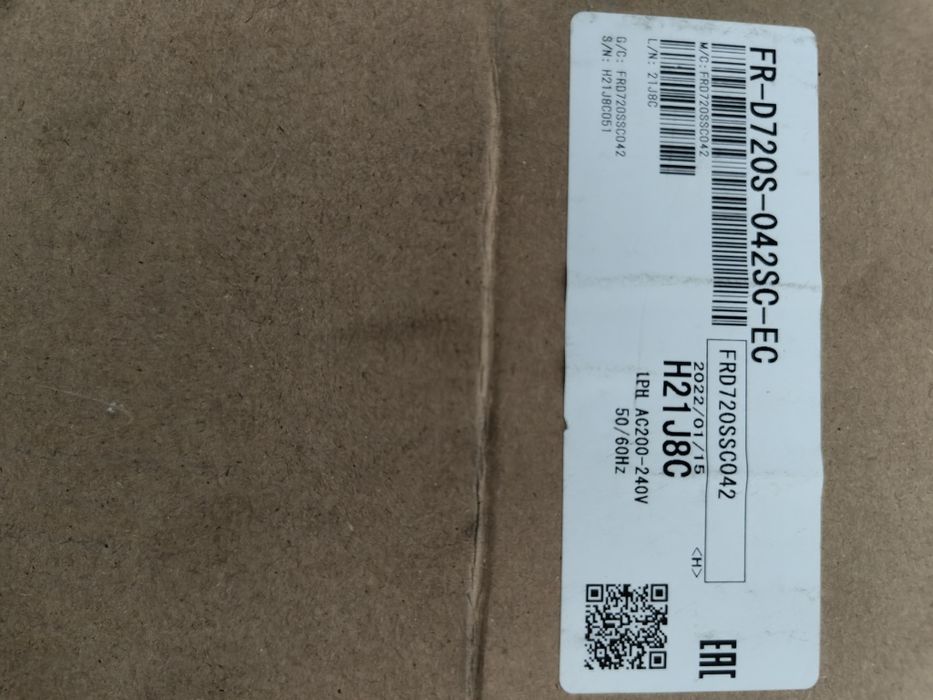 FR-D720S-042SC-EC
M/C:FRD720SSC042
L/N: 21J8C
G/C: FRD720SSC042
S/N: H21J8C051
FRD720SSC042
2022/01/15
<H>
H21J8C
1PH AC200-240V
50/60Hz
EAC